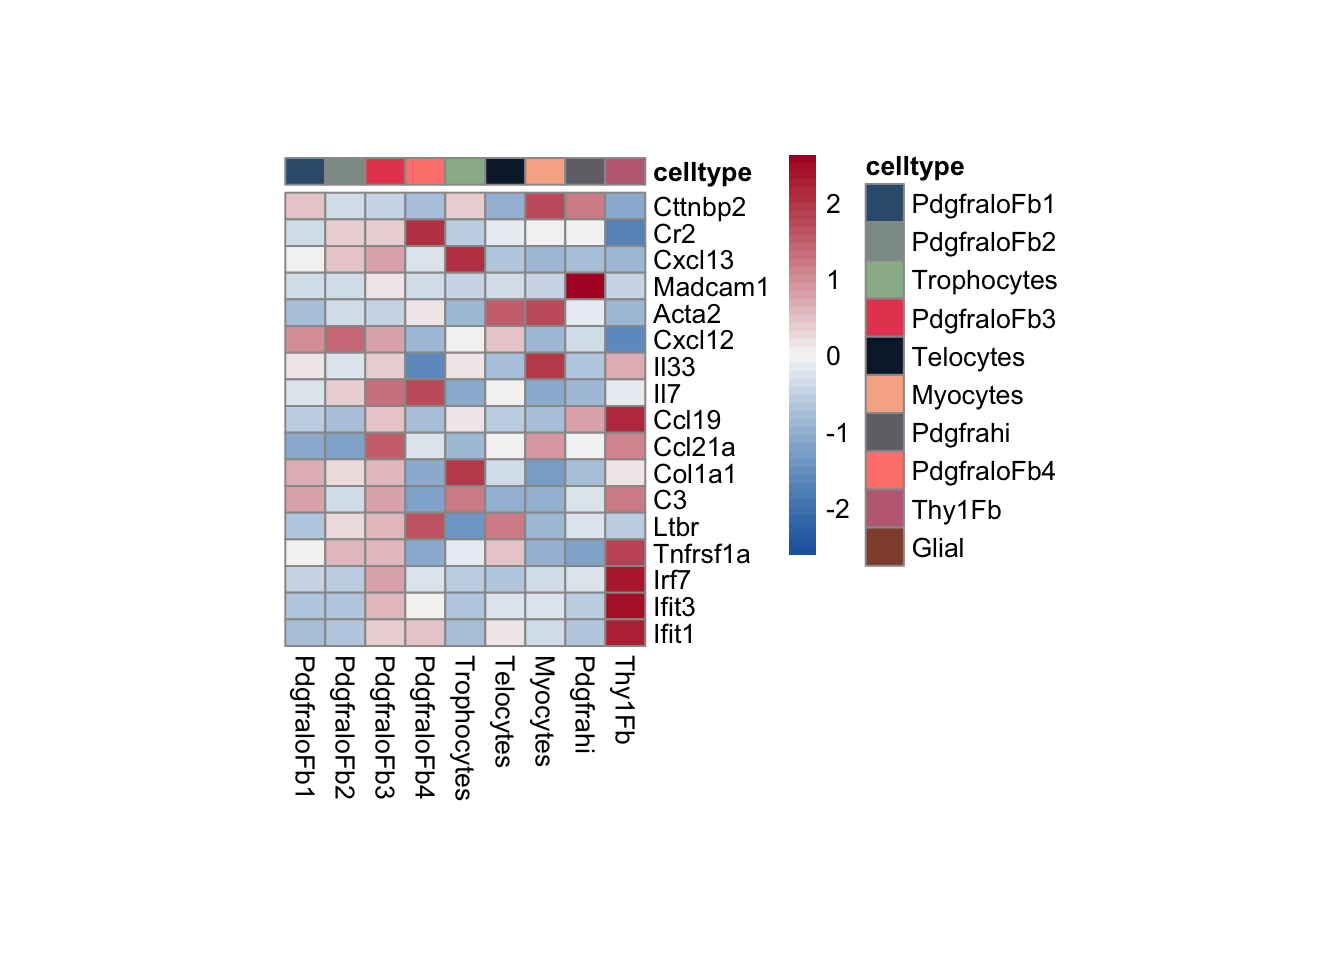 celltype
Cttnbp2
Cr2
Cxcl13
Madcam1
Acta2
Cxcl12
Il33
Il7
Ccl19
Ccl21a
Col1a1
C3
Ltbr
Tnfrsf1a
Irf7
Ifit3
Ifit1
PdgfraloFb1
PdgfraloFb2
PdgfraloFb3
PdgfraloFb4
Trophocytes
Telocytes
Myocytes
Pdgfrahi
Thy1Fb
2
1
0
-1
-2
celltype
PdgfraloFb1
PdgfraloFb2
Trophocytes
PdgfraloFb3
Telocytes
Myocytes
Pdgfrahi
PdgfraloFb4
Thy1Fb
Glial